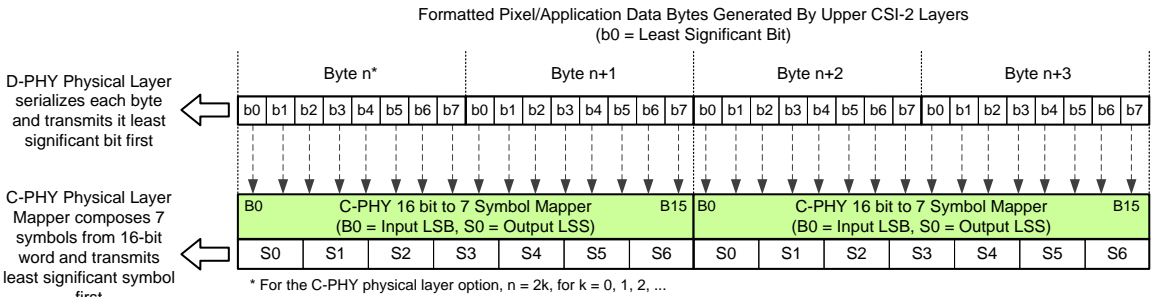 Formatted Pixel/Application Data Bytes Generated By Upper CSI-2 Layers
(b0 = Least Significant Bit)
D-PHY Physical Layer
serializes each byte
and transmits it least
significant bit first
Byte n* Byte n+1 Byte n+2 Byte n+3
b0 b1 b2 b3 b4 b5 b6 b7 b0 b1 b2 b3 b4 b5 b6 b7 b0 b1 b2 b3 b4 b5 b6 b7 b0 b1 b2 b3 b4 b5 b6 b7
C-PHY Physical Layer
Mapper composes 7
symbols from 16-bit
word and transmits
least significant symbol
first
B0 C-PHY 16 bit to 7 Symbol Mapper B15 B0 C-PHY 16 bit to 7 Symbol Mapper B15
(B0 = Input LSB, S0 = Output LSS) (B0 = Input LSB, S0 = Output LSS)
S0 S1 S2 S3 S4 S5 S6 S0 S1 S2 S3 S4 S5 S6
* For the C-PHY physical layer option, n = 2k, for k = 0, 1, 2, ...